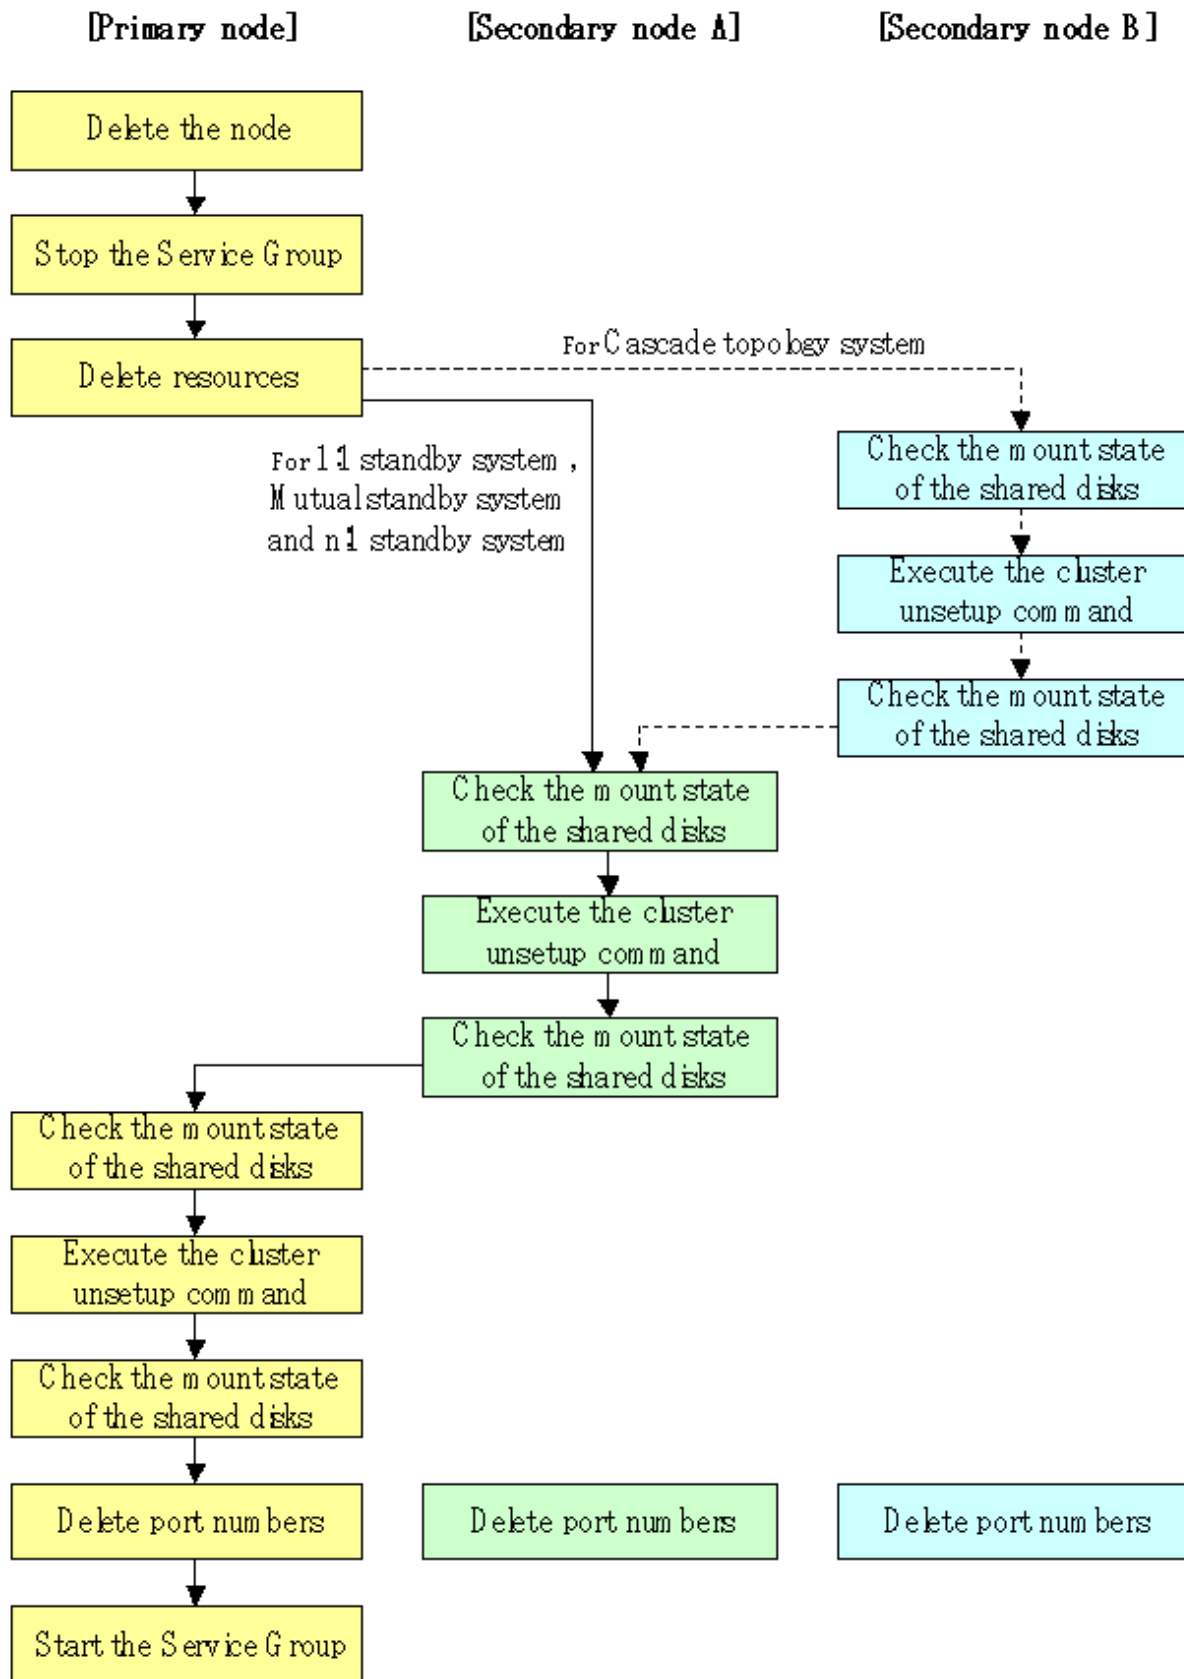 [Primary node]
[Secondary node A]
[Secondary node B]
Delete the node
Stop the Service Group
Delete resources
For Cascade topology system
For 1:1 standby system,
Mutual standby system
and n:1 standby system
Check the mount state
of the shared disks
Execute the cluster
unsetup command
Check the mount state
of the shared disks
Check the mount state
of the shared disks
Execute the cluster
unsetup command
Check the mount state
of the shared disks
Check the mount state
of the shared disks
Execute the cluster
unsetup command
Check the mount state
of the shared disks
Delete port numbers
Delete port numbers
Delete port numbers
Start the Service Group